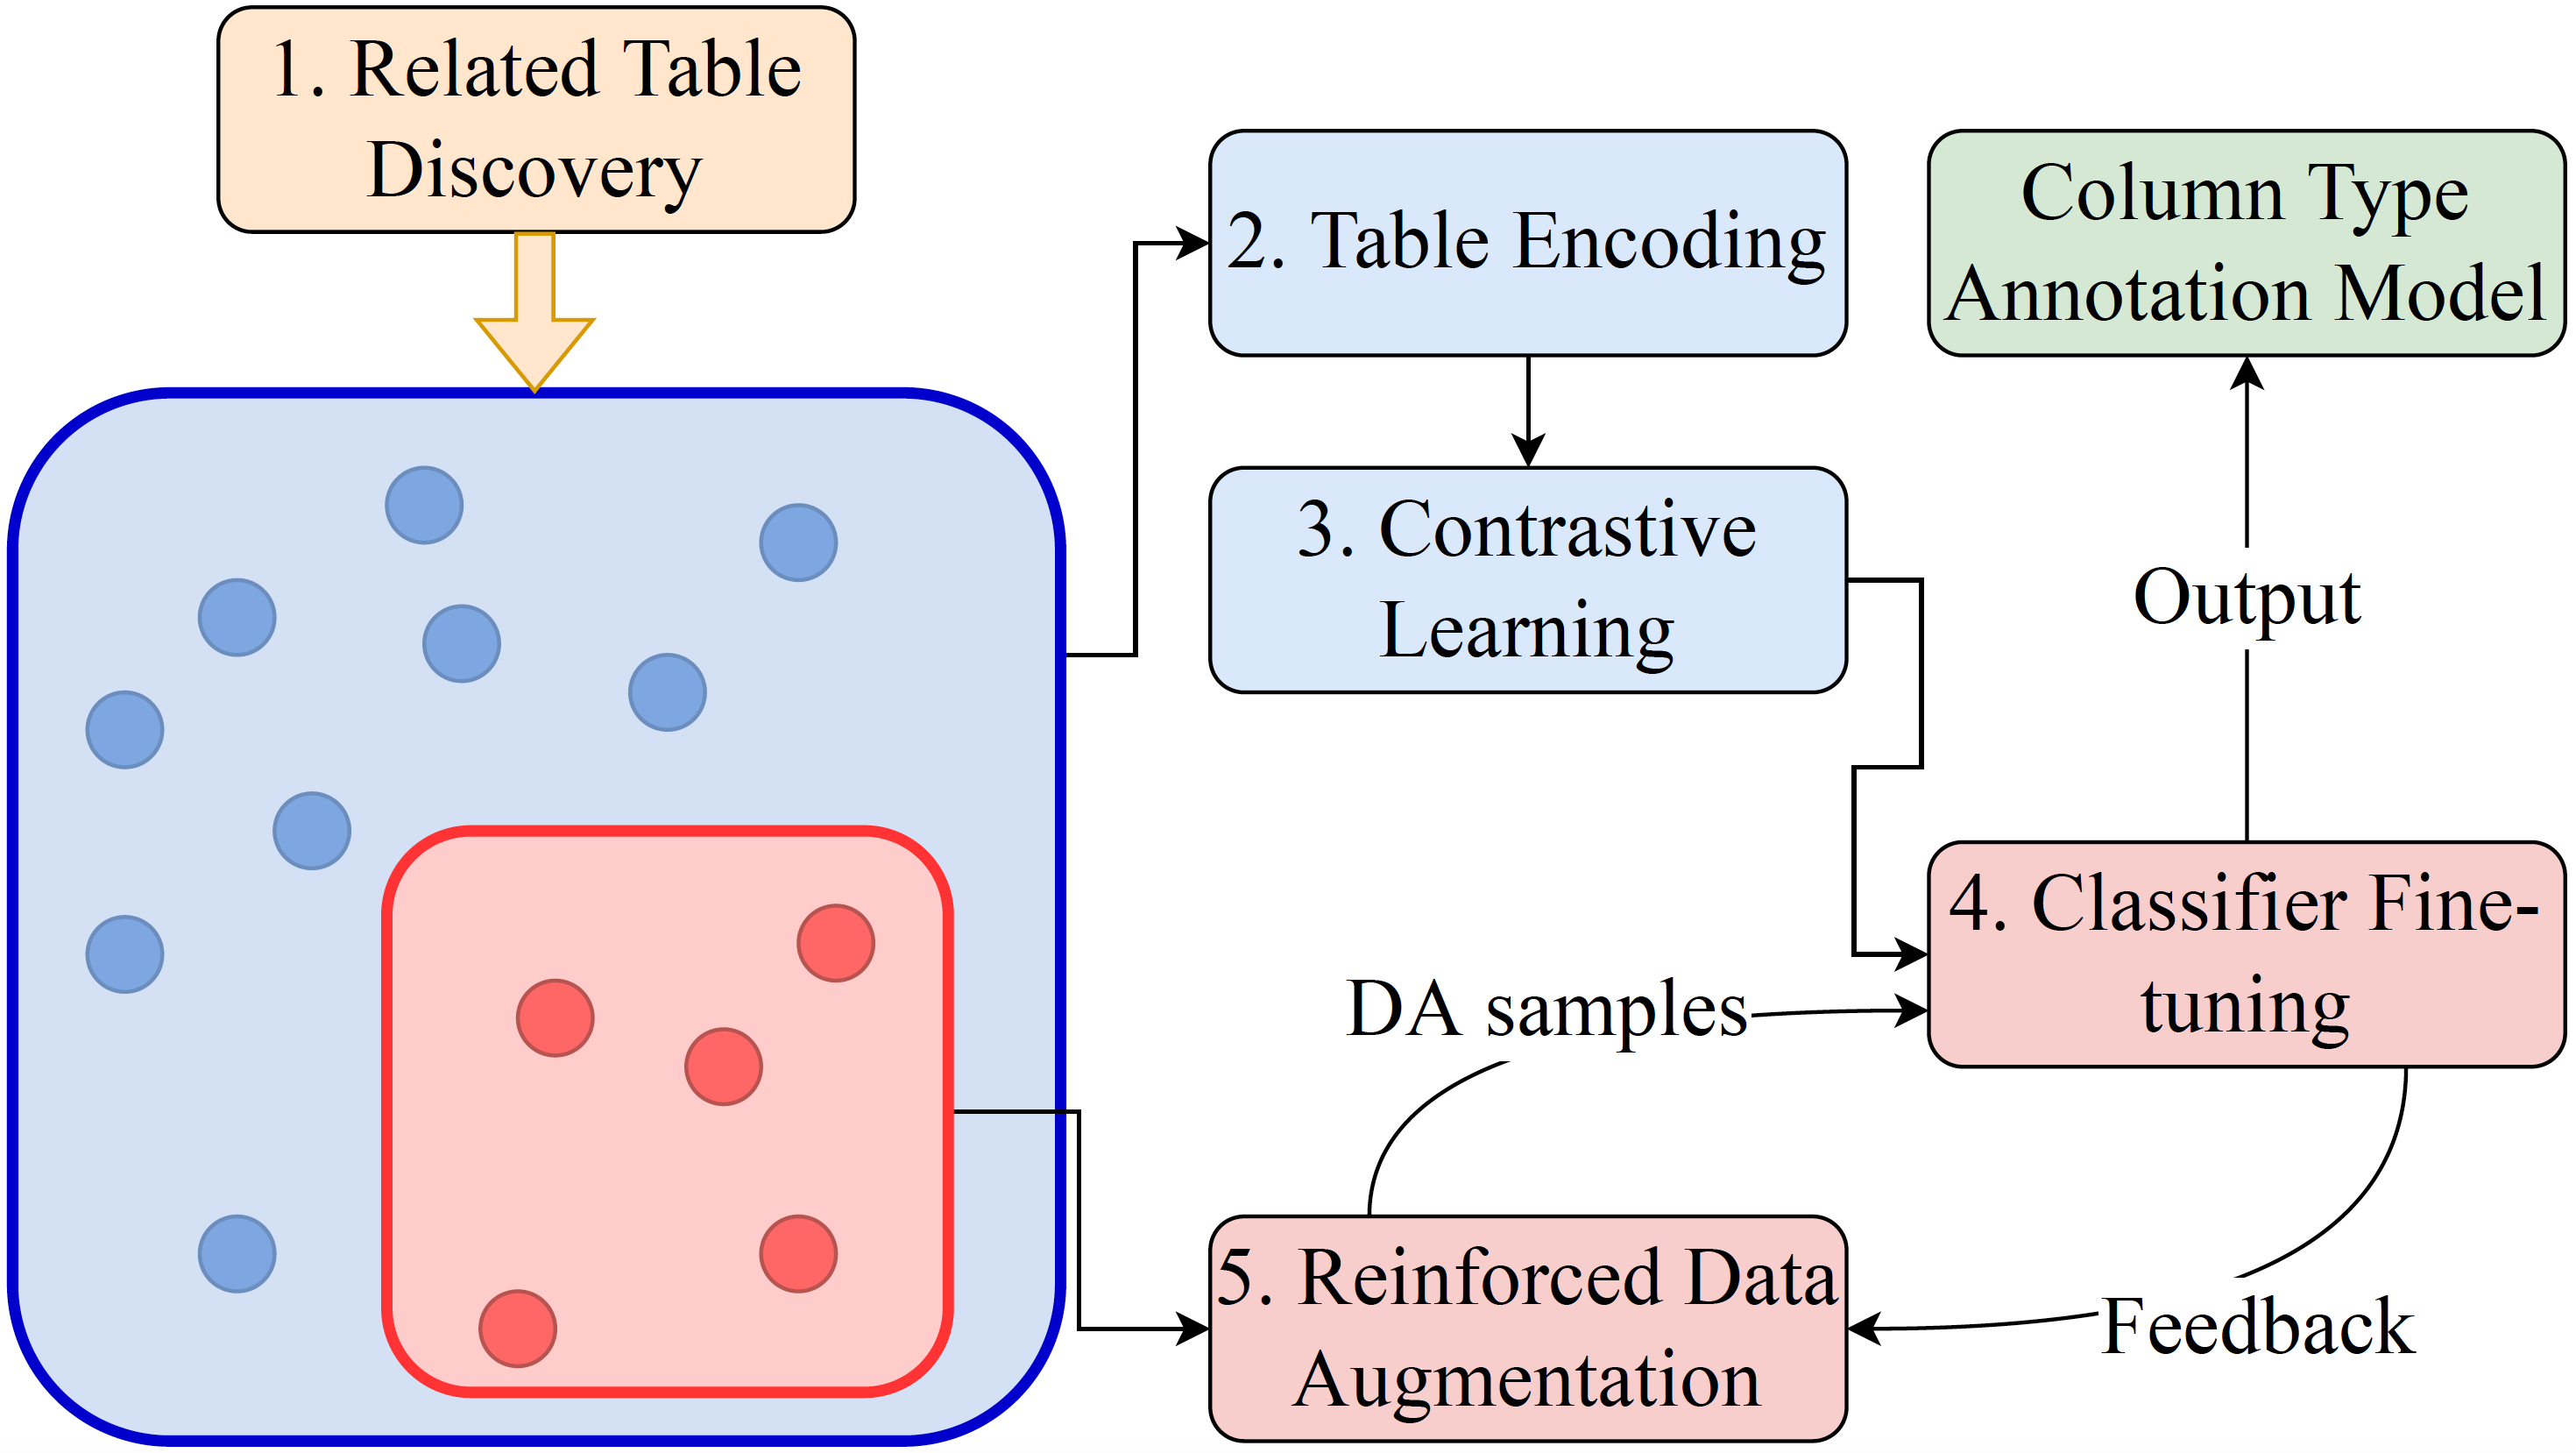 1. Related Table
Discovery
2. Table Encoding
Column Type
Annotation Model
3. Contrastive
Learning
Output
4. Classifier Fine-
tuning
DA samples
5. Reinforced Data
Augmentation
Feedback